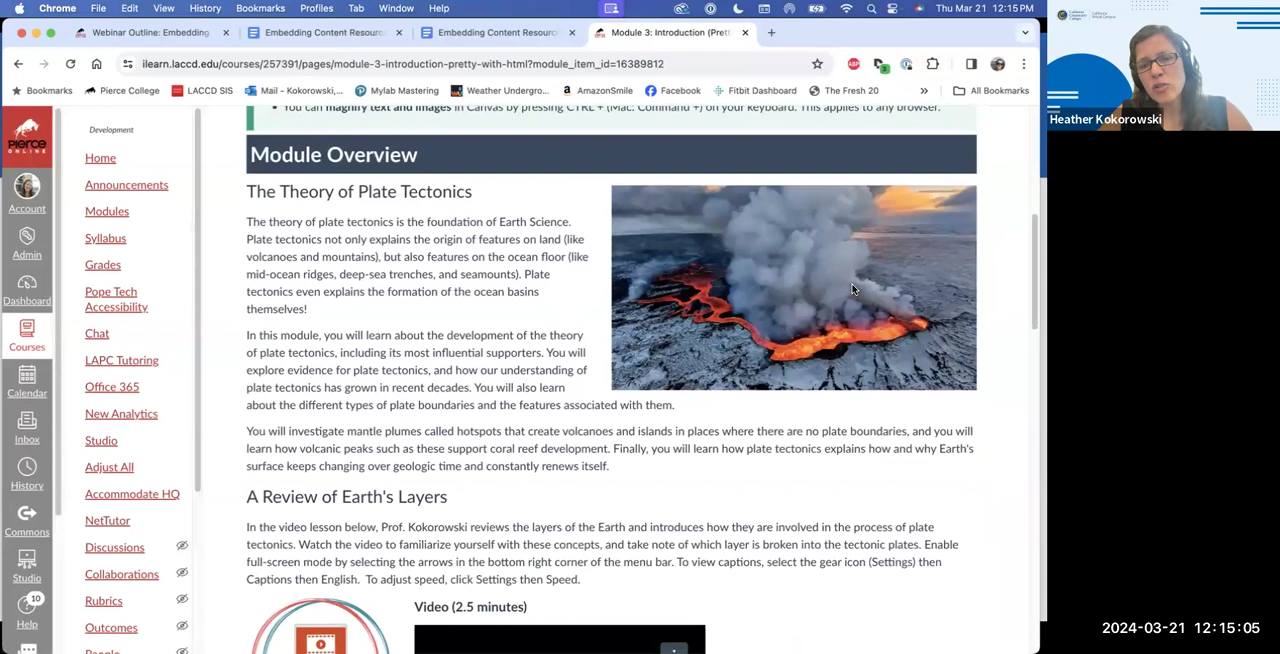 Chrome File Edit View History Bookmarks Profiles Tab Window Help Thu Mar 21 12:15 PM
Webinar Outline: Embedding
Embedding Content Resourc
Embedding Content Resourc
Module 3: Introduction (Prett
ilearn.laccd.edu/courses/257391/pages/module-3-introduction-pretty-with-html?module_item_id=16389812
Bookmarks Pierce College LACCD SIS Mail - Kokorowski,... Mylab Mastering Weather Undergro... AmazonSmile Facebook Fitbit Dashboard The Fresh 20 » All Bookmarks
PIERCE
ONLINE
Account
Admin
Dashboard
Courses
Calendar
Inbox
History
Commons
Studio
10
Help
Development
Home
Announcements
Modules
Syllabus
Grades
Pope Tech
Accessibility
Chat
LAPC Tutoring
Office 365
New Analytics
Studio
Adjust All
Accommodate HQ
NetTutor
Discussions
Collaborations
Rubrics
Outcomes
People
You can magnify text and images in Canvas by pressing CTRL + (Mac: Command +) on your keyboard. This applies to any browser.
Module Overview
The Theory of Plate Tectonics
The theory of plate tectonics is the foundation of Earth Science.
Plate tectonics not only explains the origin of features on land (like
volcanoes and mountains), but also features on the ocean floor (like
mid-ocean ridges, deep-sea trenches, and seamounts). Plate
tectonics even explains the formation of the ocean basins
themselves!
In this module, you will learn about the development of the theory
of plate tectonics, including its most influential supporters. You will
explore evidence for plate tectonics, and how our understanding of
plate tectonics has grown in recent decades. You will also learn
about the different types of plate boundaries and the features associated with them.
You will investigate mantle plumes called hotspots that create volcanoes and islands in places where there are no plate boundaries, and you will
learn how volcanic peaks such as these support coral reef development. Finally, you will learn how plate tectonics explains how and why Earth's
surface keeps changing over geologic time and constantly renews itself.
A Review of Earth's Layers
In the video lesson below, Prof. Kokorowski reviews the layers of the Earth and introduces how they are involved in the process of plate
tectonics. Watch the video to familiarize yourself with these concepts, and take note of which layer is broken into the tectonic plates. Enable
full-screen mode by selecting the arrows in the bottom right corner of the menu bar. To view captions, select the gear icon (Settings) then
Captions then English. To adjust speed, click Settings then Speed.
Video (2.5 minutes)
Heather Kokorowski
2024-03-21 12:15:05